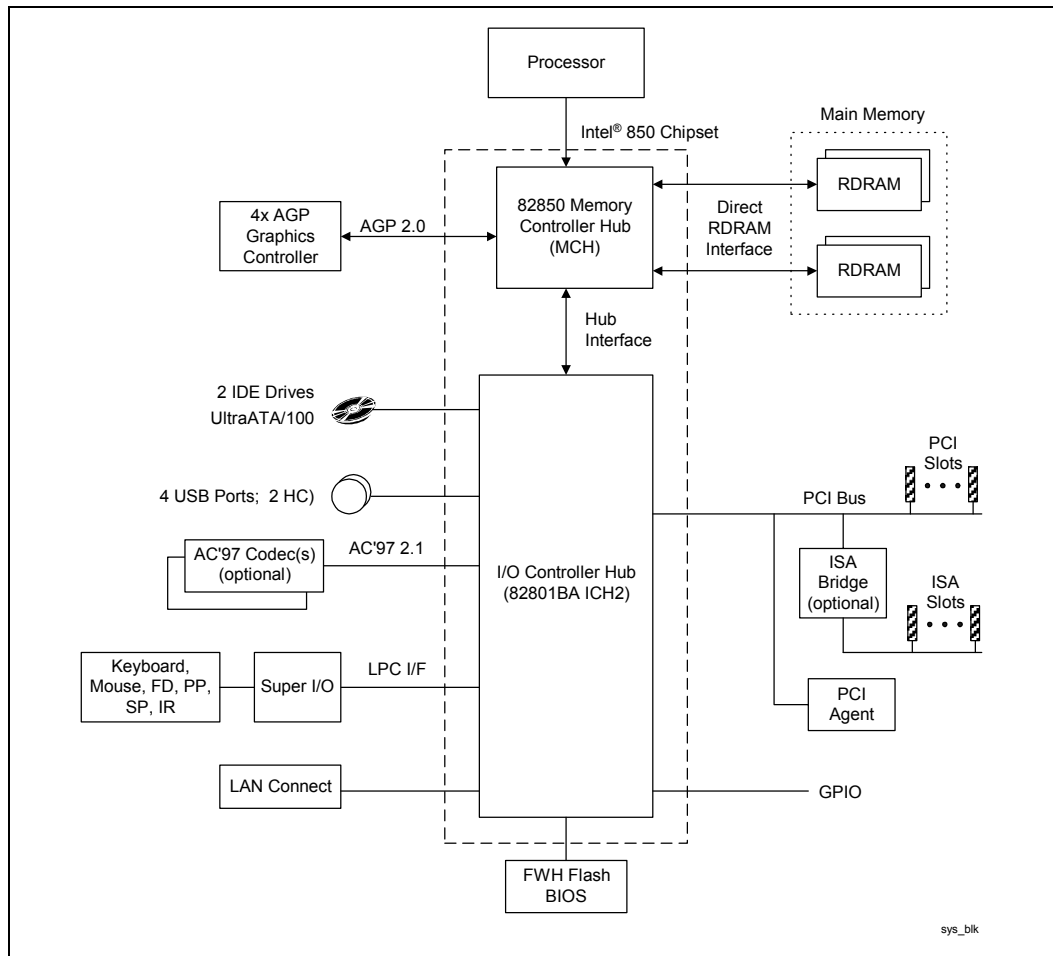 Processor
Intel® 850 Chipset
Main Memory
RDRAM
RDRAM
Direct
RDRAM
Interface
82850 Memory
Controller Hub
(MCH)
AGP 2.0
4x AGP
Graphics
Controller
Hub
Interface
2 IDE Drives
UltraATA/100
4 USB Ports; 2 HC)
AC'97 2.1
AC'97 Codec(s)
(optional)
I/O Controller Hub
(82801BA ICH2)
Keyboard,
Mouse, FD, PP,
SP, IR
Super I/O
LPC I/F
LAN Connect
PCI
Slots
PCI Bus
ISA
Bridge
(optional)
ISA
Slots
PCI
Agent
GPIO
FWH Flash
BIOS
sys_blk